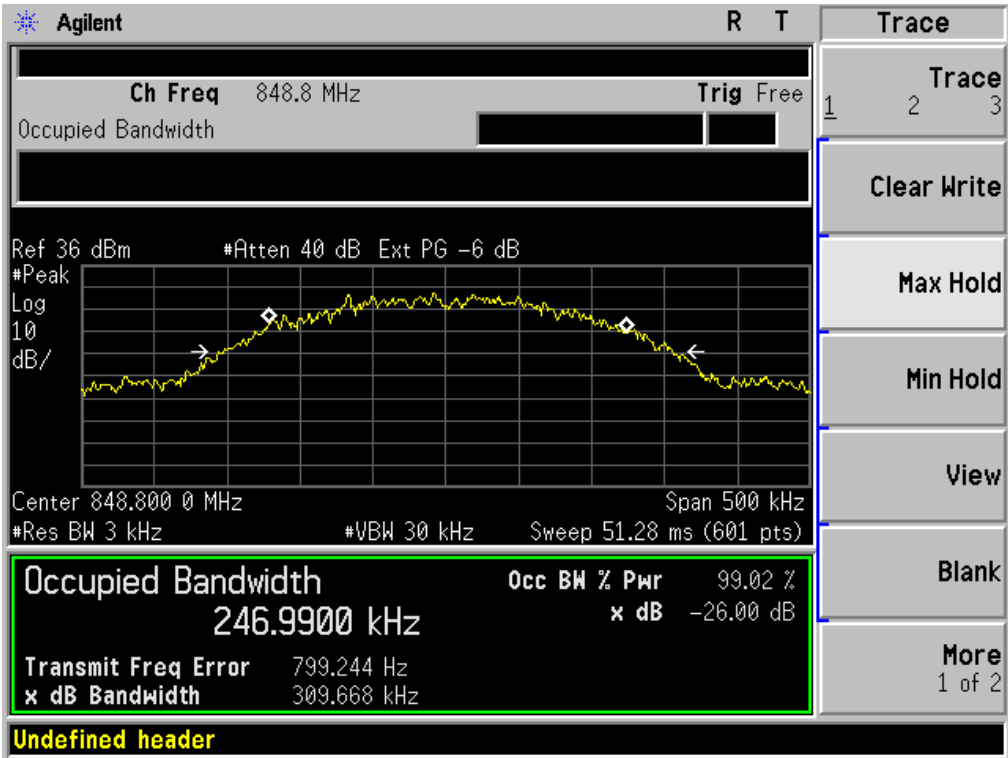 Agilent R T
Ch Freq 848.8 MHz Trig Free
Occupied Bandwidth
Ref 36 dBm #Atten 40 dB Ext PG -6 dB
#Peak
Log
10
dB/
Center 848.800 0 MHz Span 500 kHz
#Res BW 3 kHz #VBW 30 kHz Sweep 51.28 ms (601 pts)
Occupied Bandwidth Occ BW % Pwr 99.02 %
246.9900 kHz x dB -26.00 dB
Transmit Freq Error 799.244 Hz
x dB Bandwidth 309.668 kHz
Undefined header
Trace
Trace
1 2 3
Clear Write
Max Hold
Min Hold
View
Blank
More
1 of 2